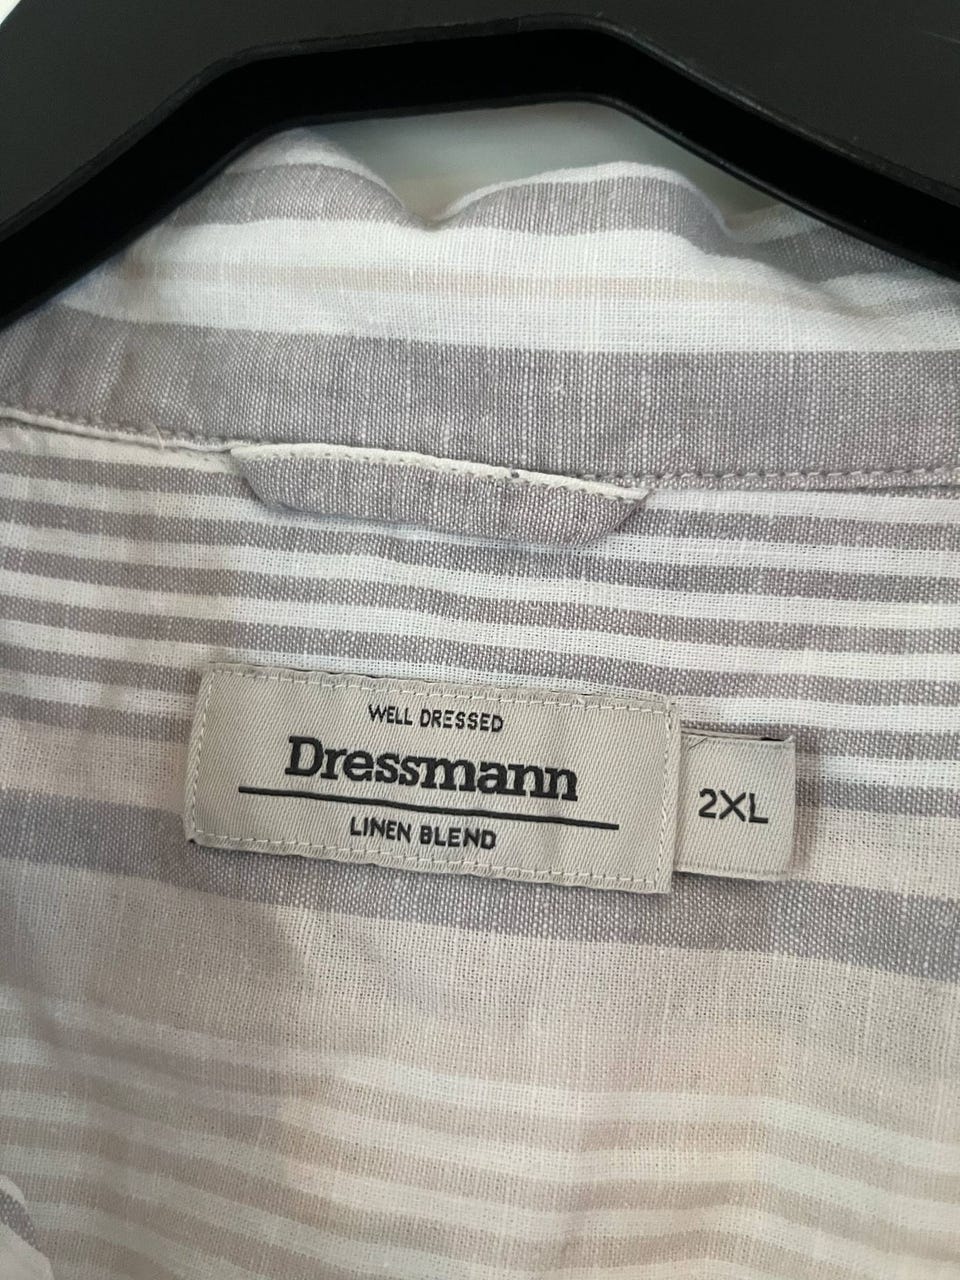 WELL DRESSED
Dressmann
LINEN BLEND
2XL